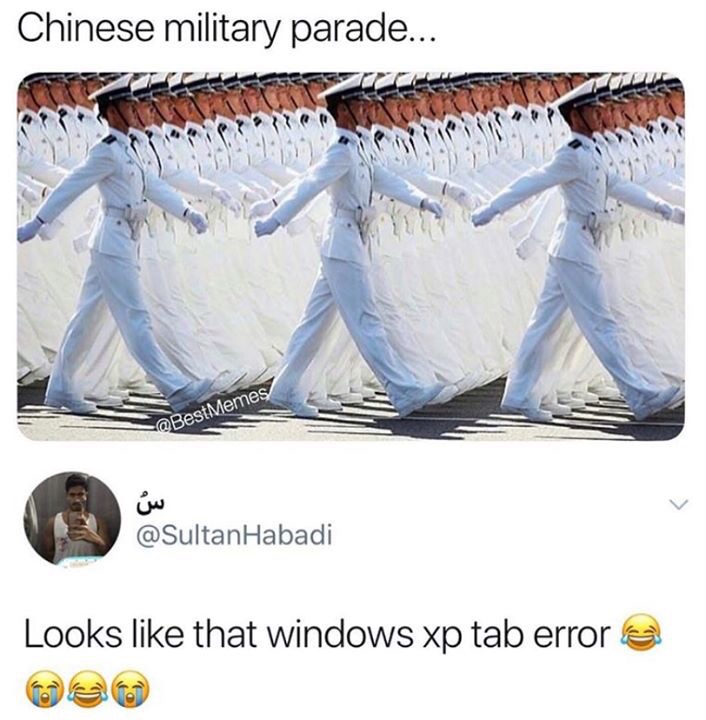 Chinese military parade...
@BestMemes
سُ
@SultanHabadi
Looks like that windows xp tab error 😂
😭😂😭